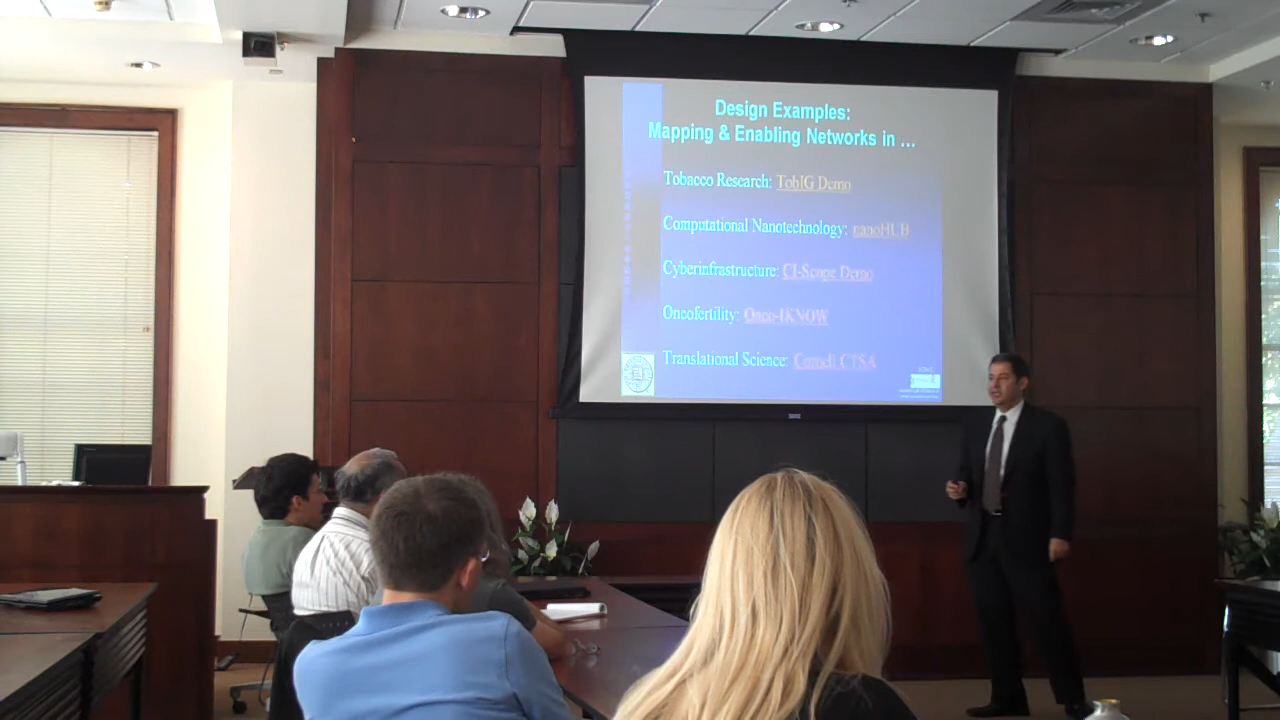 Design Examples:
Mapping & Enabling Networks in ...
Tobacco Research: TobIG Demo
Computational Nanotechnology: nanoHUB
Cyberinfrastructure: CI-Scope Demo
Oncofertility: Onco-IKNOW
Translational Science: Cornell CTSA